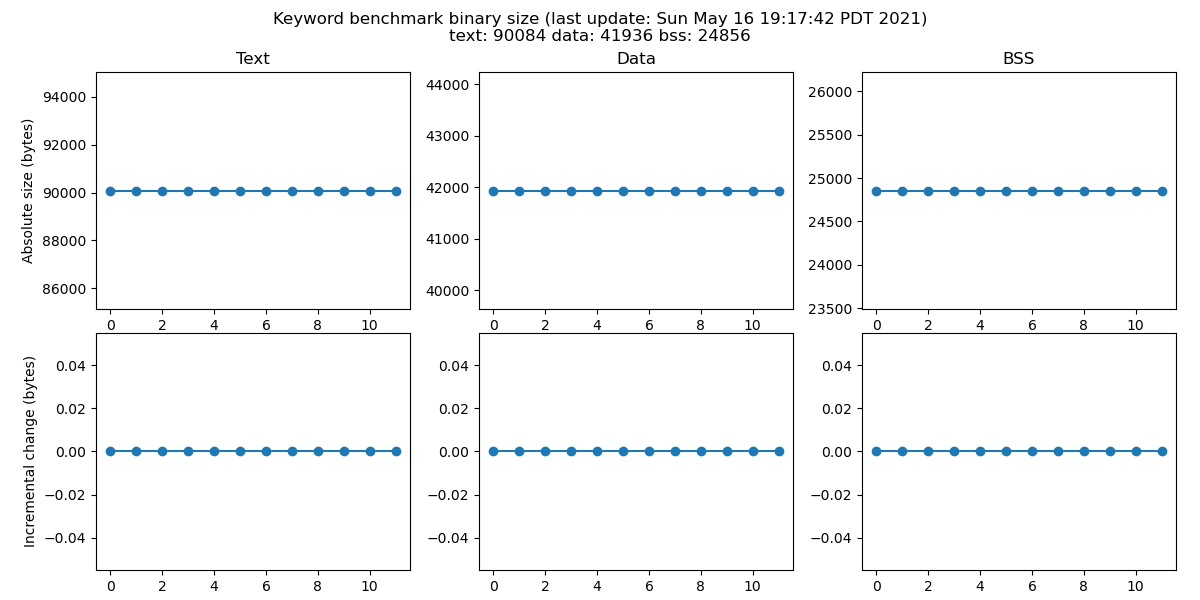 Keyword benchmark binary size (last update: Sun May 16 19:17:42 PDT 2021)
text: 90084 data: 41936 bss: 24856
Text
Data
BSS
Absolute size (bytes)
94000
92000
90000
88000
86000
0 2 4 6 8 10
44000
43000
42000
41000
40000
0 2 4 6 8 10
26000
25500
25000
24500
24000
23500
0 2 4 6 8 10
Incremental change (bytes)
0.04
0.02
0.00
−0.02
−0.04
0 2 4 6 8 10
0.04
0.02
0.00
−0.02
−0.04
0 2 4 6 8 10
0.04
0.02
0.00
−0.02
−0.04
0 2 4 6 8 10